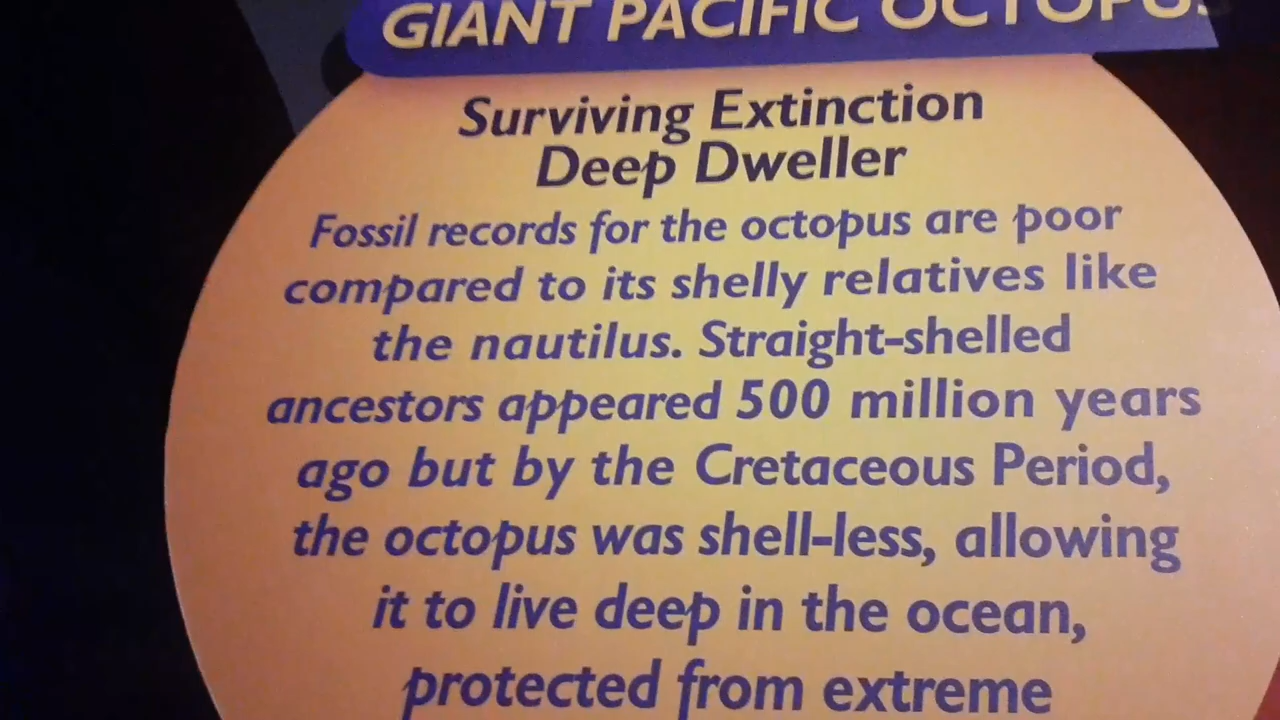 GIANT PACIFIC OCTOPUS
Surviving Extinction
Deep Dweller
Fossil records for the octopus are poor
compared to its shelly relatives like
the nautilus. Straight-shelled
ancestors appeared 500 million years
ago but by the Cretaceous Period,
the octopus was shell-less, allowing
it to live deep in the ocean,
protected from extreme